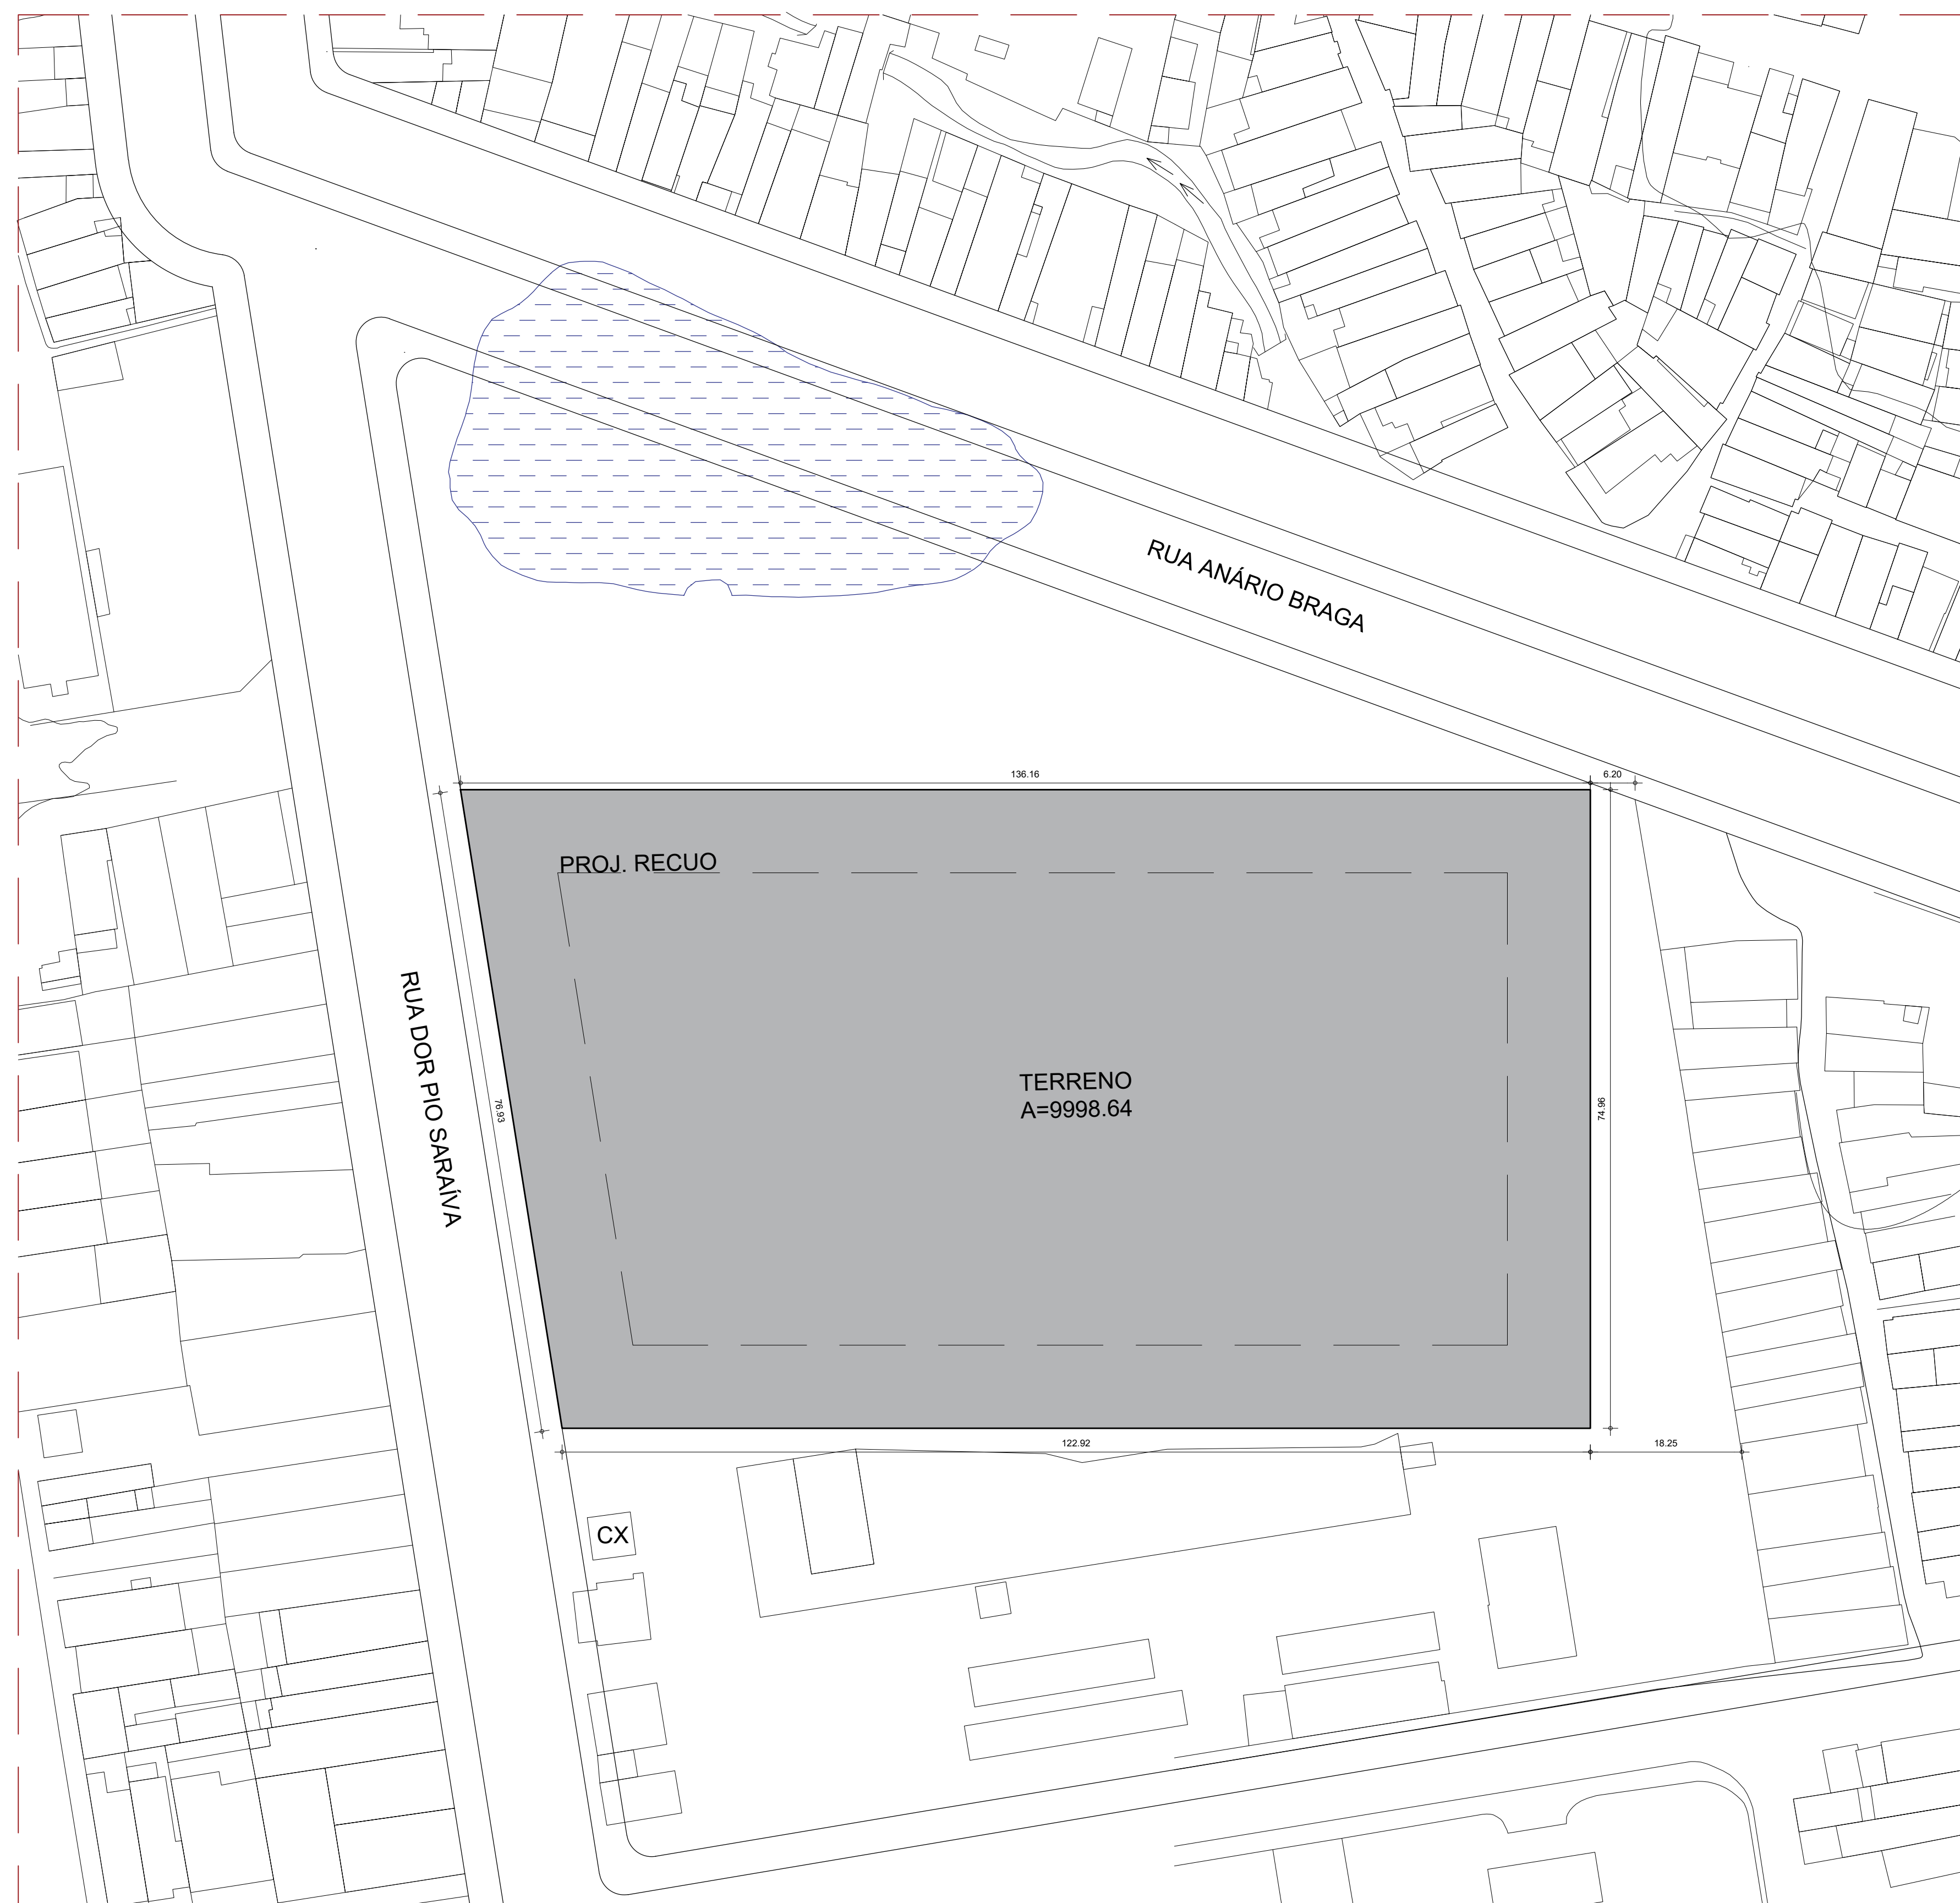 RUA ANÁRIO BRAGA
136.16
6.20
PROJ. RECUO
RUA DOR PIO SARAÍVA
76.93
TERRENO
A=9998.64
74.96
122.92
18.25
CX